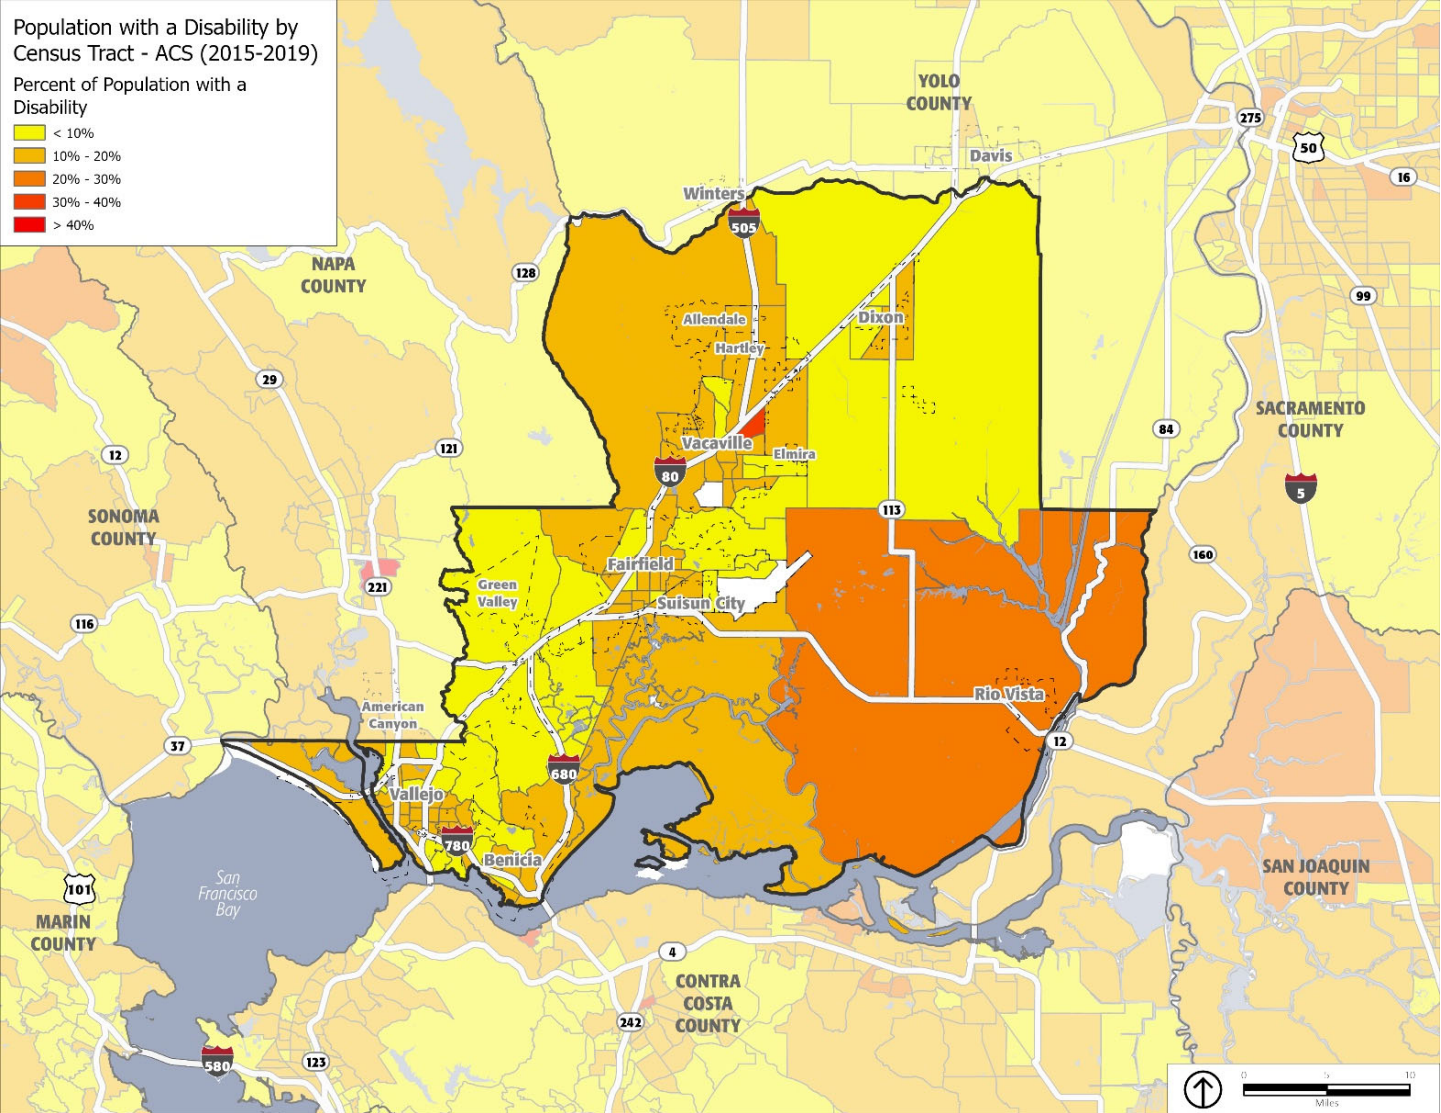 Population with a Disability by
Census Tract - ACS (2015-2019)
Percent of Population with a
Disability
< 10%
10% - 20%
20% - 30%
30% - 40%
> 40%
YOLO
COUNTY
275
50
Davis
16
Winters
505
NAPA
COUNTY
128
99
Allendale
Dixon
Hartley
29
SACRAMENTO
COUNTY
84
12
121
Vacaville
Elmira
80
5
113
SONOMA
COUNTY
160
Fairfield
Green
Valley
221
Suisun City
116
Rio Vista
American
Canyon
37
12
680
Vallejo
780
Benicia
San
Francisco
Bay
SAN JOAQUIN
COUNTY
101
MARIN
COUNTY
4
CONTRA
COSTA
COUNTY
242
580
123
0 5 10
Miles